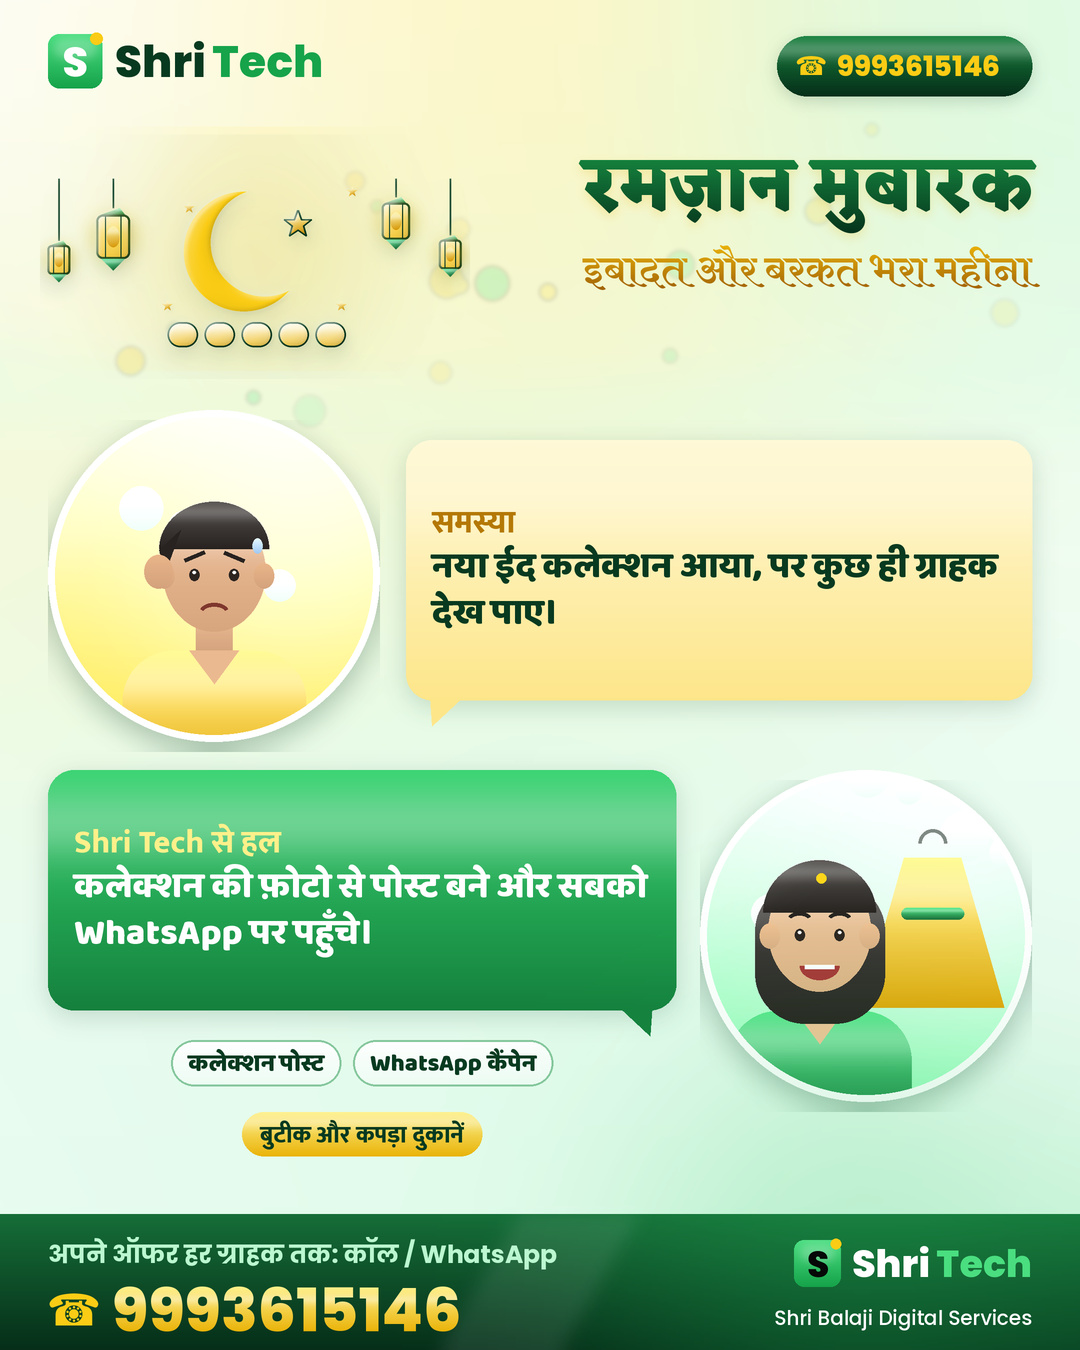 S Shri Tech
☎ 9993615146
रमज़ान मुबारक
इबादत और बरकत भरा महीना
समस्या
नया ईद कलेक्शन आया, पर कुछ ही ग्राहक
देख पाए।
Shri Tech से हल
कलेक्शन की फ़ोटो से पोस्ट बने और सबको
WhatsApp पर पहुँचे।
कलेक्शन पोस्ट
WhatsApp कैंपेन
बुटीक और कपड़ा दुकानें
अपने ऑफर हर ग्राहक तक: कॉल / WhatsApp
☎ 9993615146
S Shri Tech
Shri Balaji Digital Services